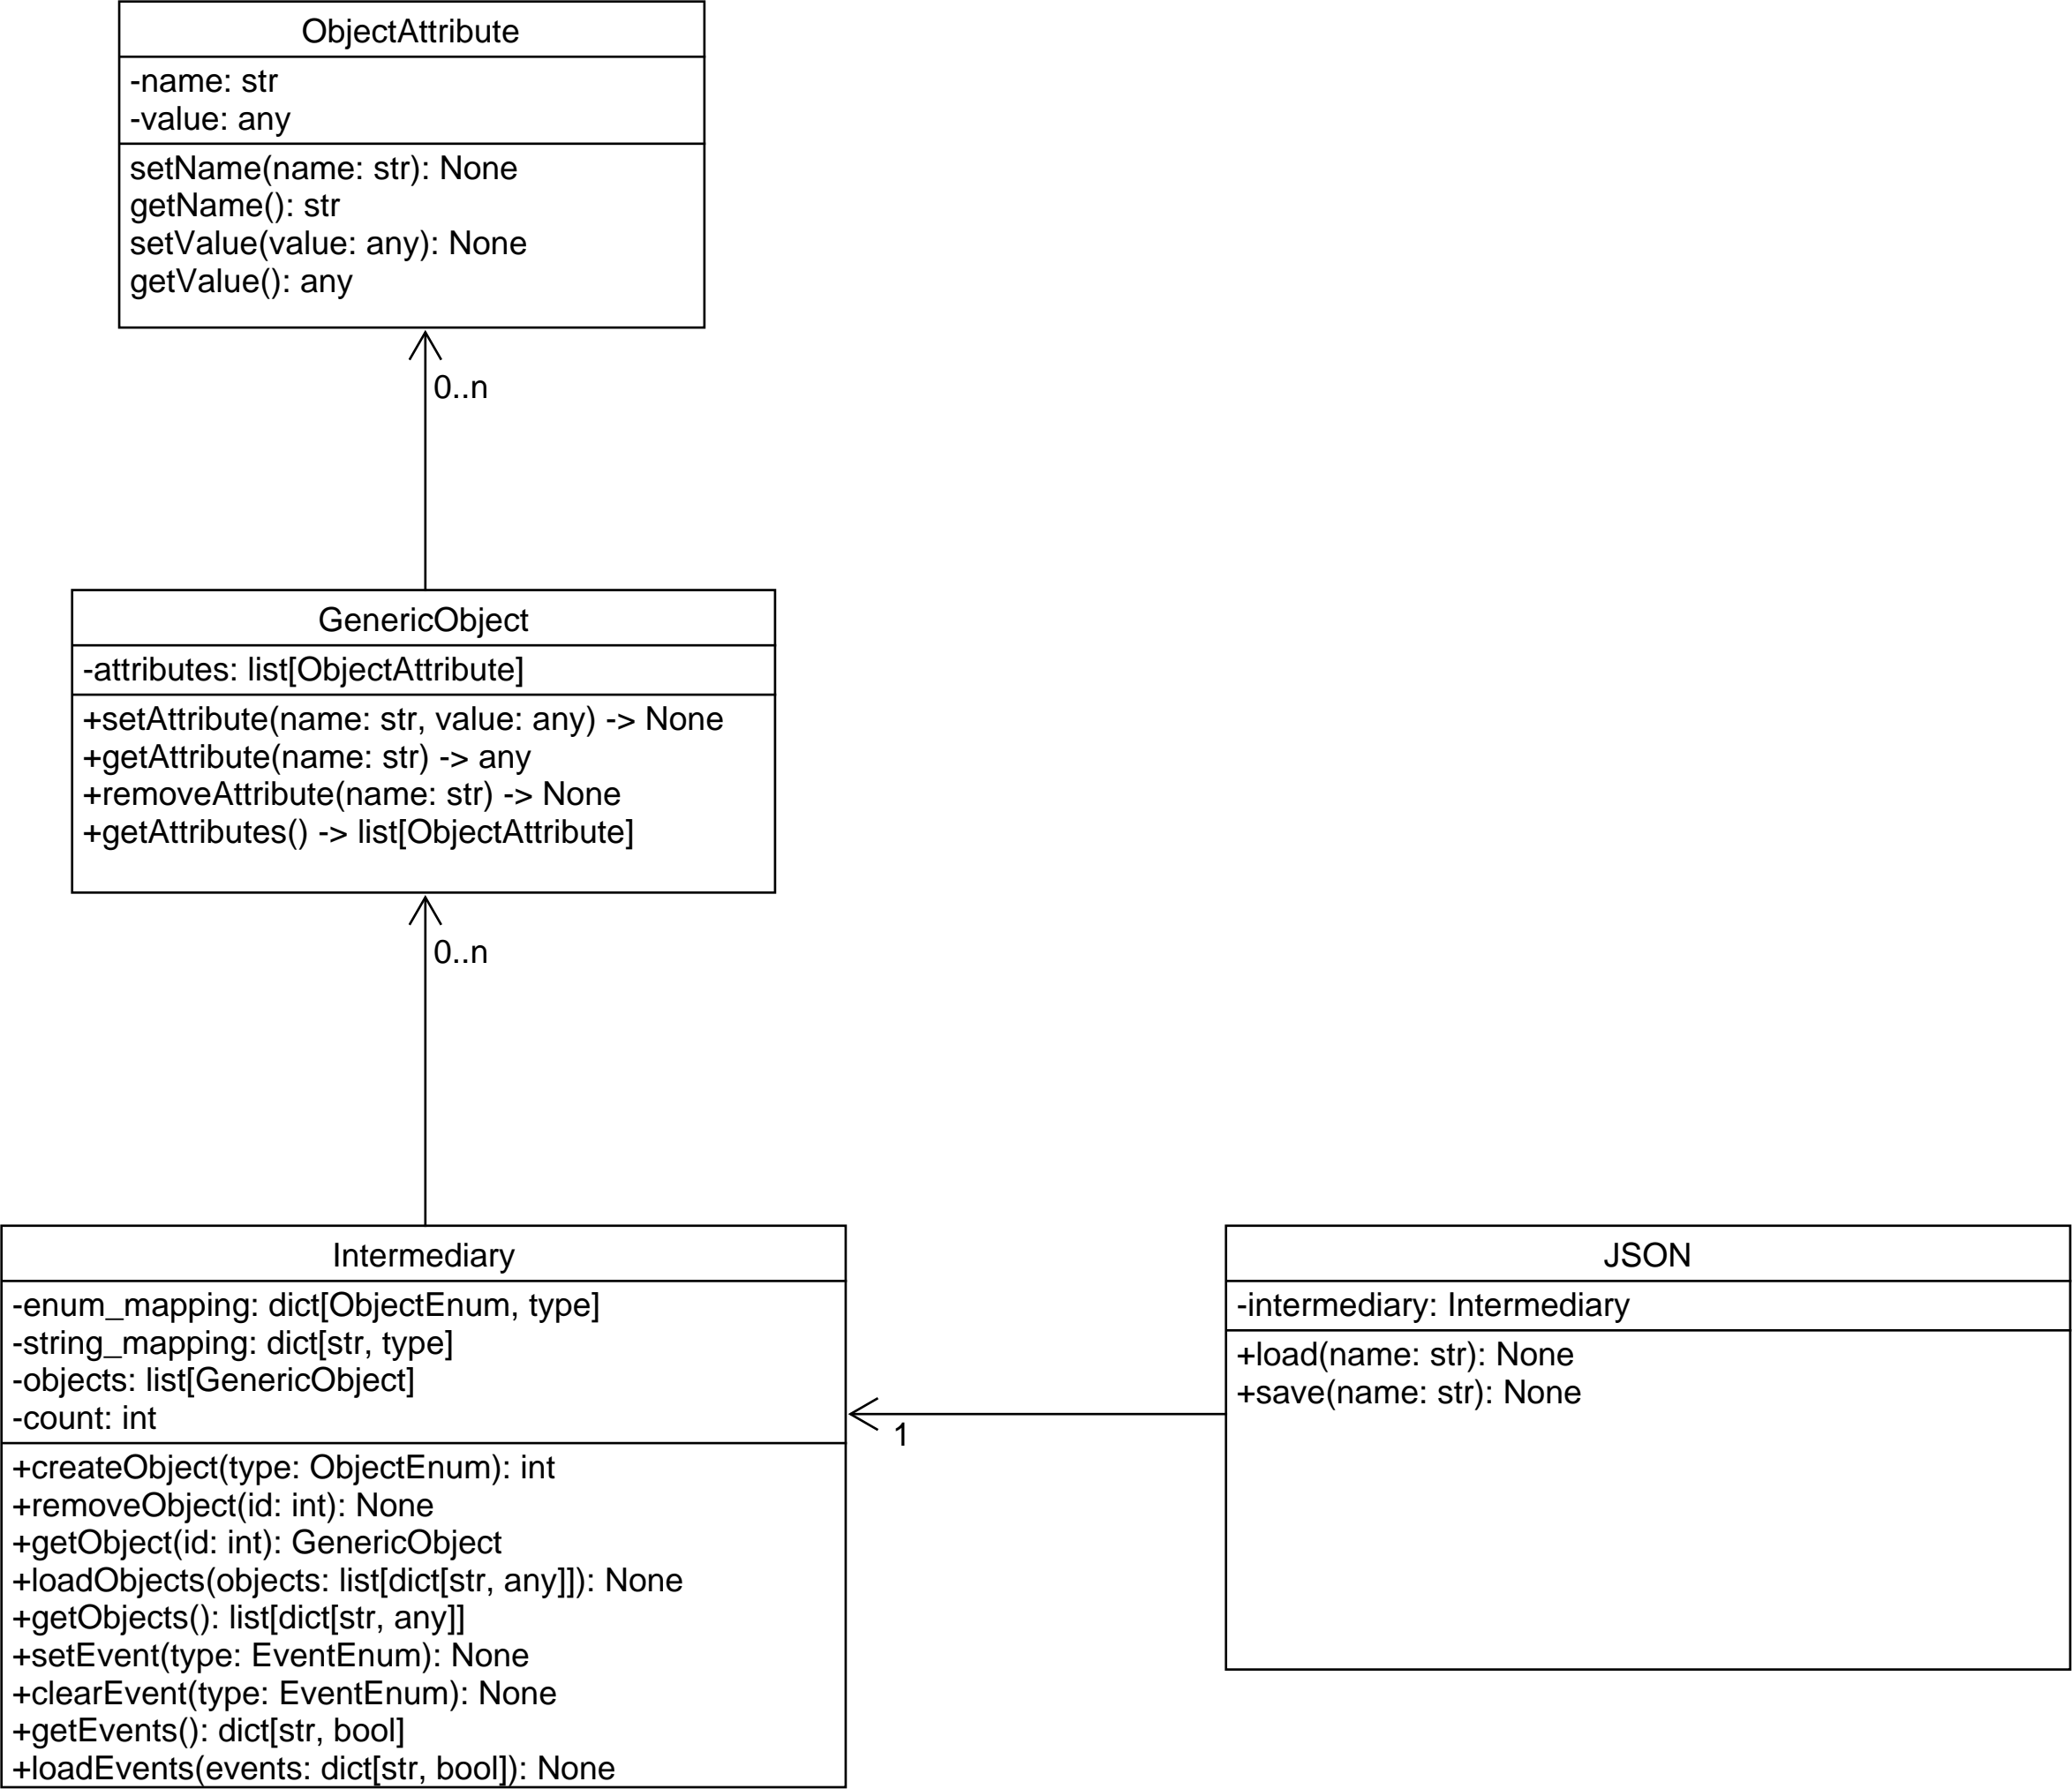 ObjectAttribute
-name: str
-value: any
setName(name: str): None
getName(): str
setValue(value: any): None
getValue(): any
0..n
GenericObject
-attributes: list[ObjectAttribute]
+setAttribute(name: str, value: any) -> None
+getAttribute(name: str) -> any
+removeAttribute(name: str) -> None
+getAttributes() -> list[ObjectAttribute]
0..n
Intermediary
-enum_mapping: dict[ObjectEnum, type]
-string_mapping: dict[str, type]
-objects: list[GenericObject]
-count: int
+createObject(type: ObjectEnum): int
+removeObject(id: int): None
+getObject(id: int): GenericObject
+loadObjects(objects: list[dict[str, any]]): None
+getObjects(): list[dict[str, any]]
+setEvent(type: EventEnum): None
+clearEvent(type: EventEnum): None
+getEvents(): dict[str, bool]
+loadEvents(events: dict[str, bool]): None
1
JSON
-intermediary: Intermediary
+load(name: str): None
+save(name: str): None